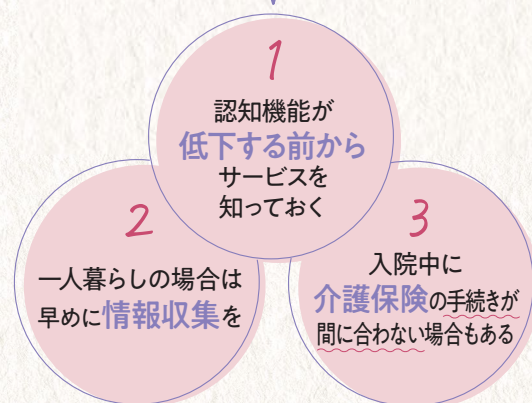 1
認知機能が
低下する前から
サービスを
知っておく
2
一人暮らしの場合は
早めに情報収集を
3
入院中に
介護保険の手続きが
間に合わない場合もある